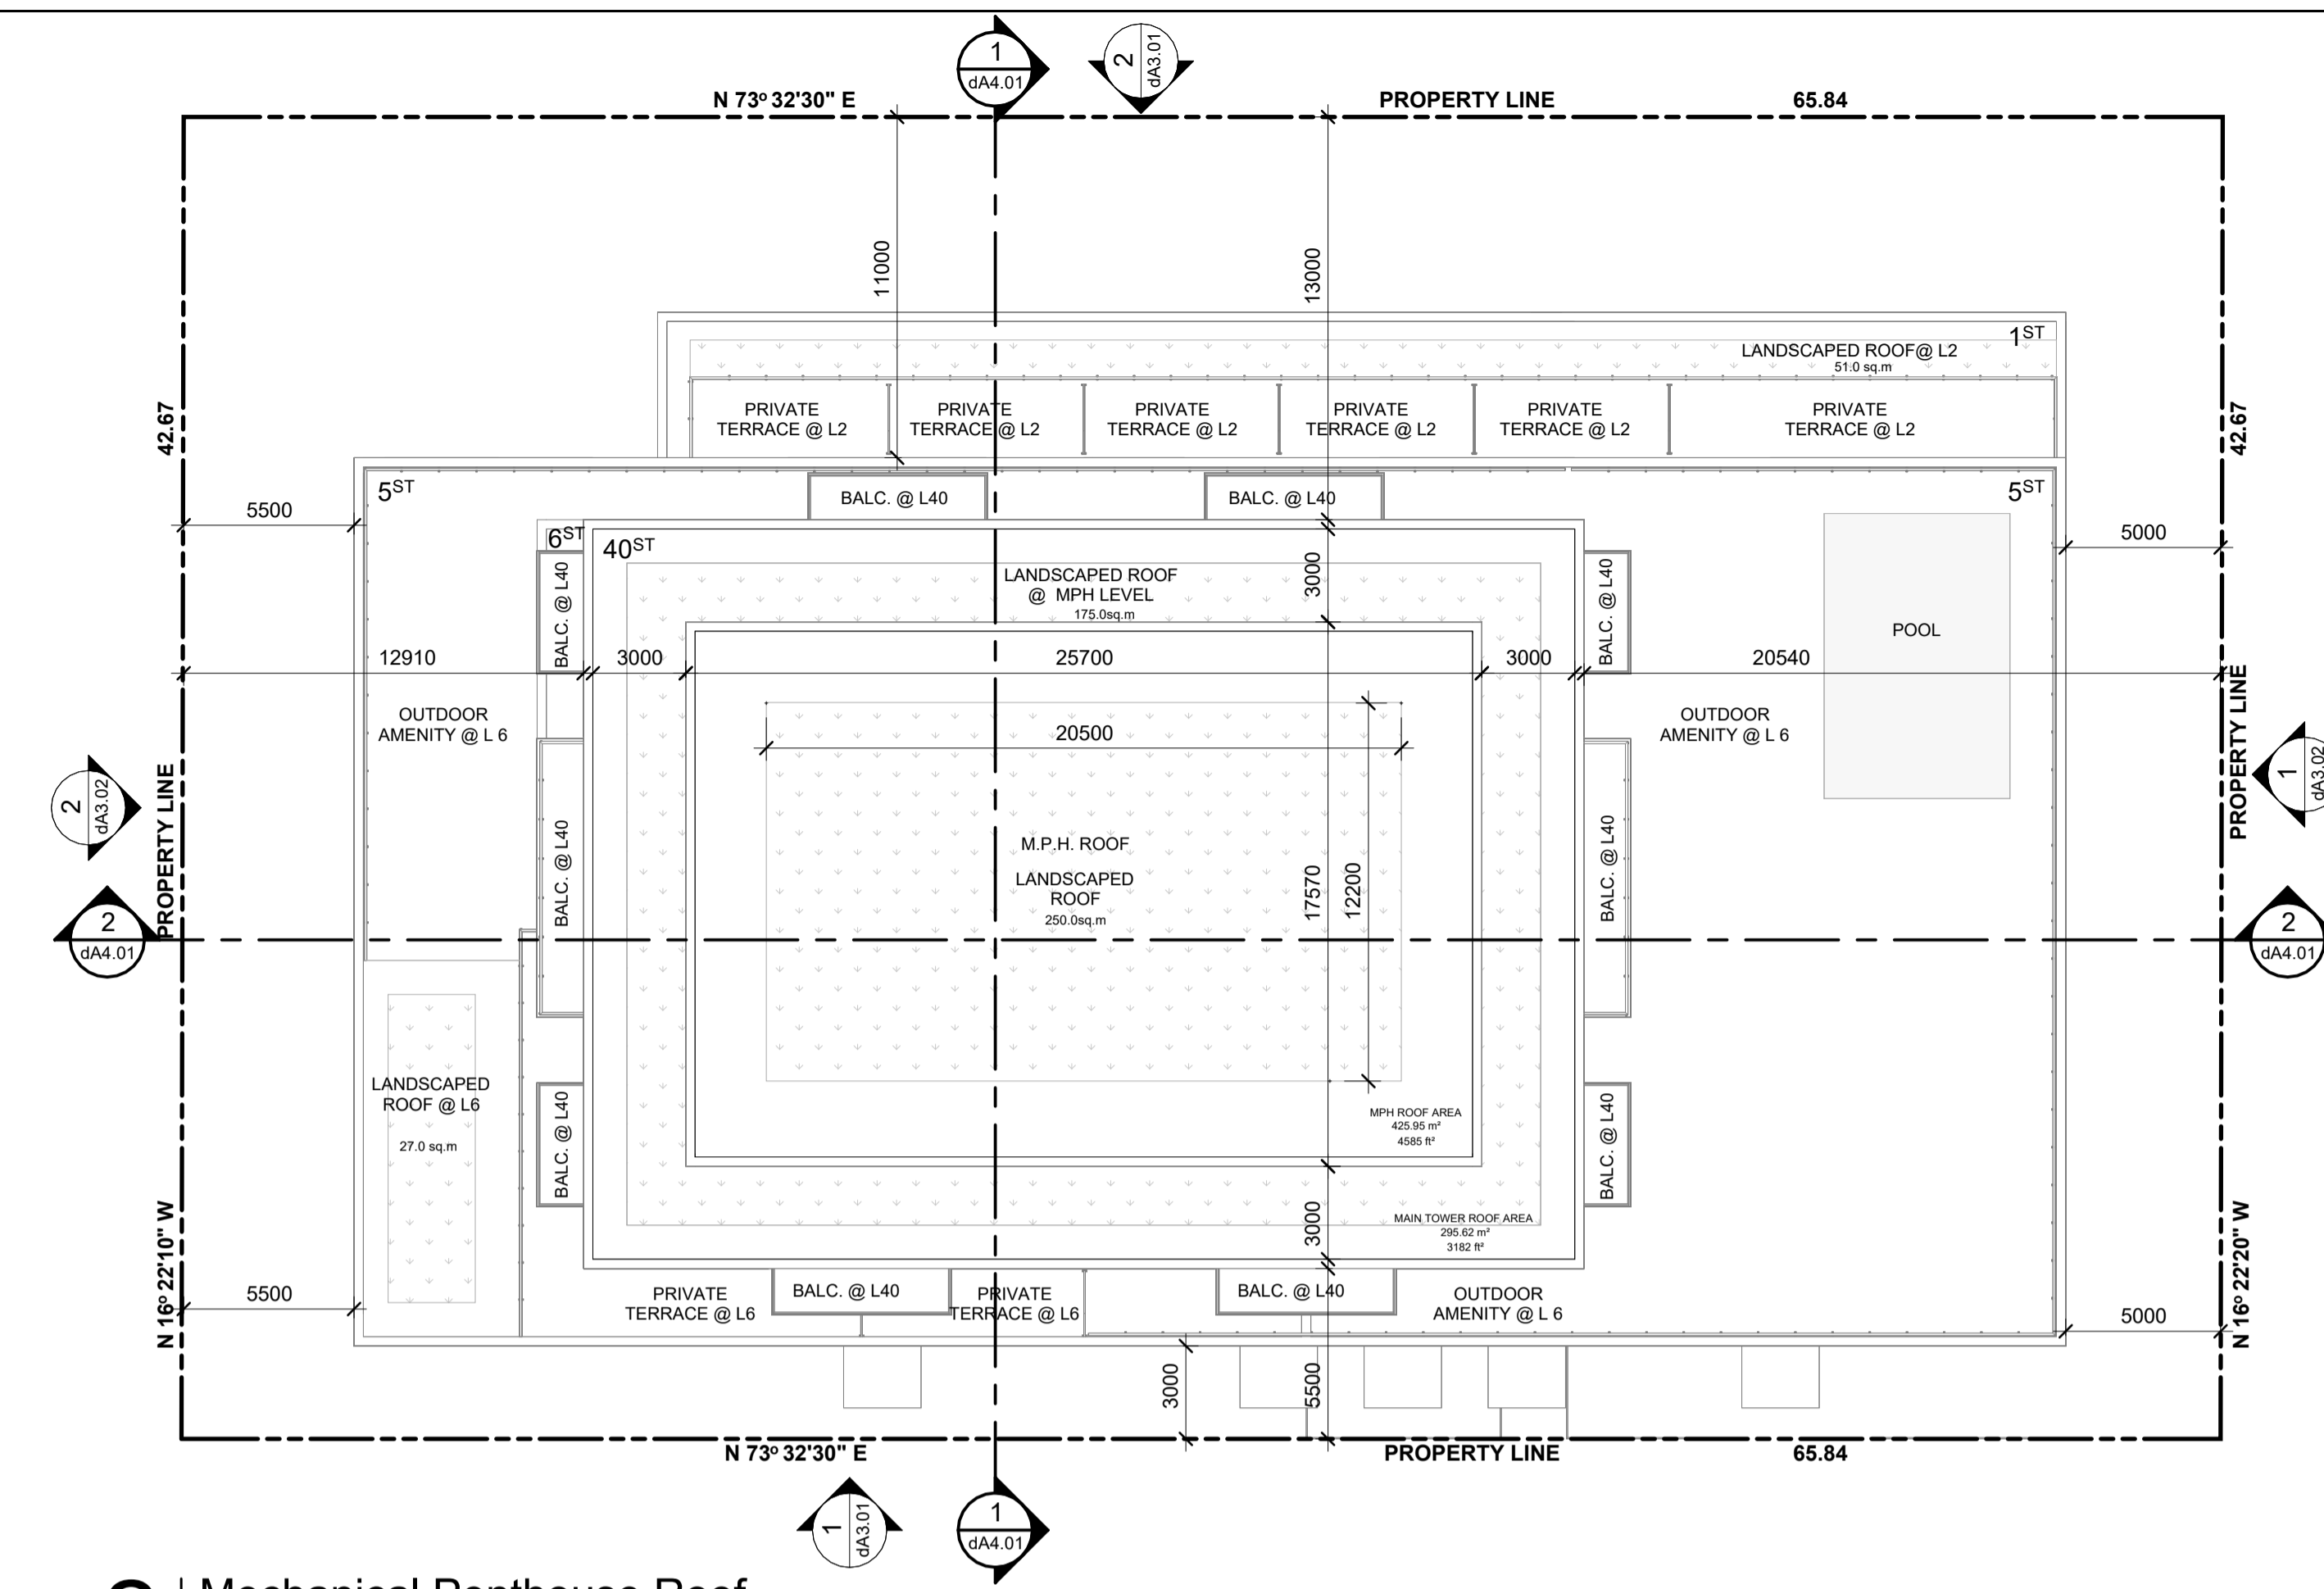 1
dA4.01
2
dA3.01
N 73º 32'30" E
PROPERTY LINE
65.84
11000
13000
1ST
LANDSCAPED ROOF@ L2
51.0 sq.m
42.67
42.67
PRIVATE
TERRACE @ L2
PRIVATE
TERRACE @ L2
PRIVATE
TERRACE @ L2
PRIVATE
TERRACE @ L2
PRIVATE
TERRACE @ L2
PRIVATE
TERRACE @ L2
5ST
5ST
BALC. @ L40
BALC. @ L40
5500
5000
6ST
40ST
LANDSCAPED ROOF
@ MPH LEVEL
175.0sq.m
3000
BALC. @ L40
BALC. @ L40
POOL
12910
3000
25700
3000
20540
OUTDOOR
AMENITY @ L 6
OUTDOOR
AMENITY @ L 6
20500
PROPERTY LINE
PROPERTY LINE
2
dA3.02
1
dA3.02
M.P.H. ROOF
LANDSCAPED
ROOF
250.0sq.m
17570
12200
BALC. @ L40
BALC. @ L40
2
dA4.01
2
dA4.01
LANDSCAPED
ROOF @ L6
27.0 sq.m
BALC. @ L40
BALC. @ L40
MPH ROOF AREA
425.95 m²
4585 ft²
MAIN TOWER ROOF AREA
295.62 m²
3182 ft²
3000
N 16º 22'10" W
N 16º 22'20" W
5500
5000
PRIVATE
TERRACE @ L6
BALC. @ L40
PRIVATE
TERRACE @ L6
BALC. @ L40
OUTDOOR
AMENITY @ L 6
3000
5500
N 73º 32'30" E
PROPERTY LINE
65.84
1
dA3.01
1
dA4.01
Mechanical Penthouse Roof